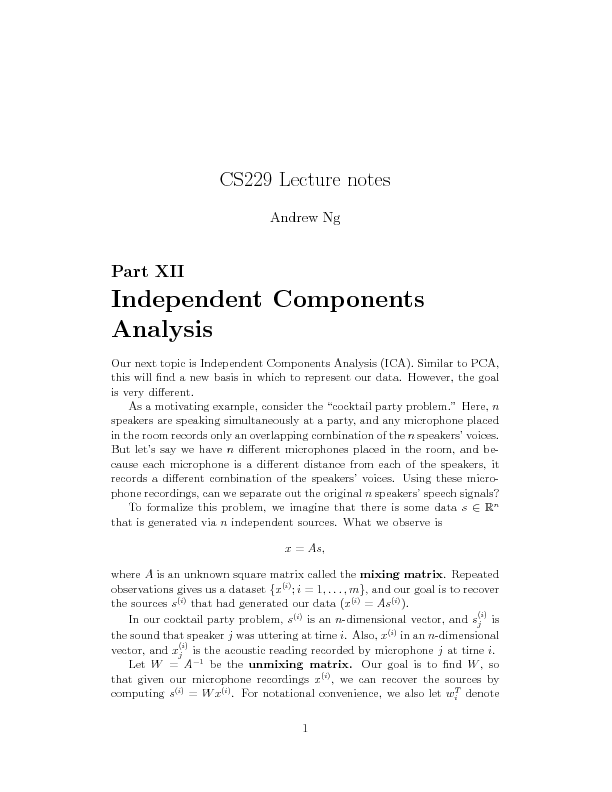 CS229 Lecture notes
Andrew Ng
Part XII
Independent Components
Analysis
Our next topic is Independent Components Analysis (ICA). Similar to PCA,
this will find a new basis in which to represent our data. However, the goal
is very different.
As a motivating example, consider the “cocktail party problem.” Here, n
speakers are speaking simultaneously at a party, and any microphone placed
in the room records only an overlapping combination of the n speakers’ voices.
But let’s say we have n different microphones placed in the room, and be-
cause each microphone is a different distance from each of the speakers, it
records a different combination of the speakers’ voices. Using these micro-
phone recordings, can we separate out the original n speakers’ speech signals?
To formalize this problem, we imagine that there is some data s ∈ ℝⁿ
that is generated via n independent sources. What we observe is
x = As,
where A is an unknown square matrix called the mixing matrix. Repeated
observations gives us a dataset {x^(i); i = 1, . . . , m}, and our goal is to recover
the sources s^(i) that had generated our data (x^(i) = As^(i)).
In our cocktail party problem, s^(i) is an n-dimensional vector, and s_j^(i) is
the sound that speaker j was uttering at time i. Also, x^(i) in an n-dimensional
vector, and x_j^(i) is the acoustic reading recorded by microphone j at time i.
Let W = A^−1 be the unmixing matrix. Our goal is to find W, so
that given our microphone recordings x^(i), we can recover the sources by
computing s^(i) = Wx^(i). For notational convenience, we also let w_i^T denote
1